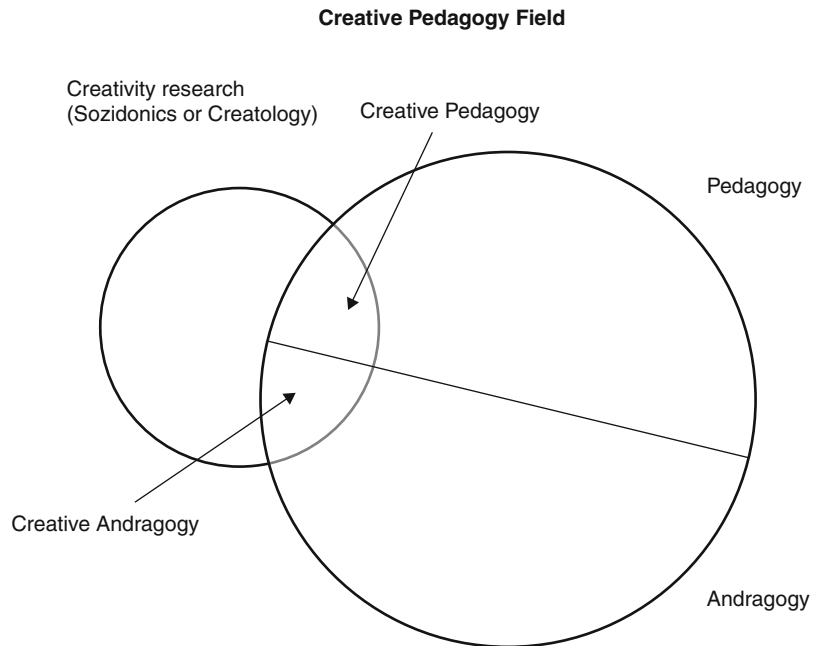 Creative Pedagogy Field
Creativity research
(Sozidonics or Creatology)
Creative Pedagogy
Pedagogy
Creative Andragogy
Andragogy